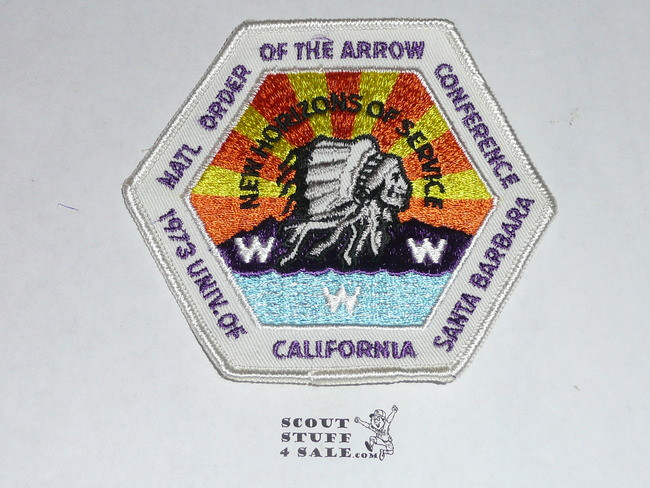 NATL ORDER OF THE ARROW CONFERENCE
1973 UNIV. OF CALIFORNIA SANTA BARBARA
NEW HORIZONS OF SERVICE
W W
W
SCOUT
STUFF
4 SALE.COM